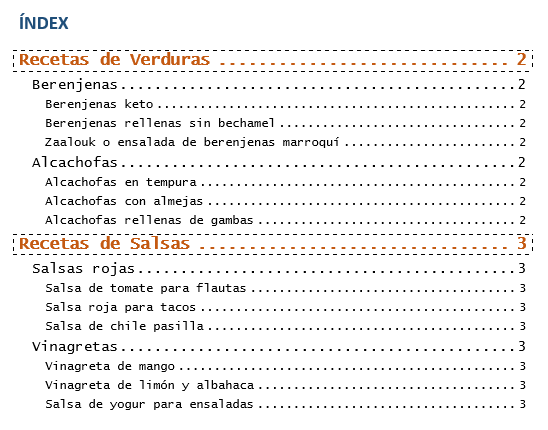 ÍNDEX
Recetas de Verduras ............................. 2
Berenjenas.............................................2
Berenjenas keto.................................................. 2
Berenjenas rellenas sin bechamel................................. 2
Zaalouk o ensalada de berenjenas marroquí........................ 2
Alcachofas.............................................2
Alcachofas en tempura............................................ 2
Alcachofas con almejas........................................... 2
Alcachofas rellenas de gambas.................................... 2
Recetas de Salsas ............................... 3
Salsas rojas...........................................3
Salsa de tomate para flautas..................................... 3
Salsa roja para tacos............................................ 3
Salsa de chile pasilla........................................... 3
Vinagretas.............................................3
Vinagreta de mango............................................... 3
Vinagreta de limón y albahaca.................................... 3
Salsa de yogur para ensaladas.................................... 3